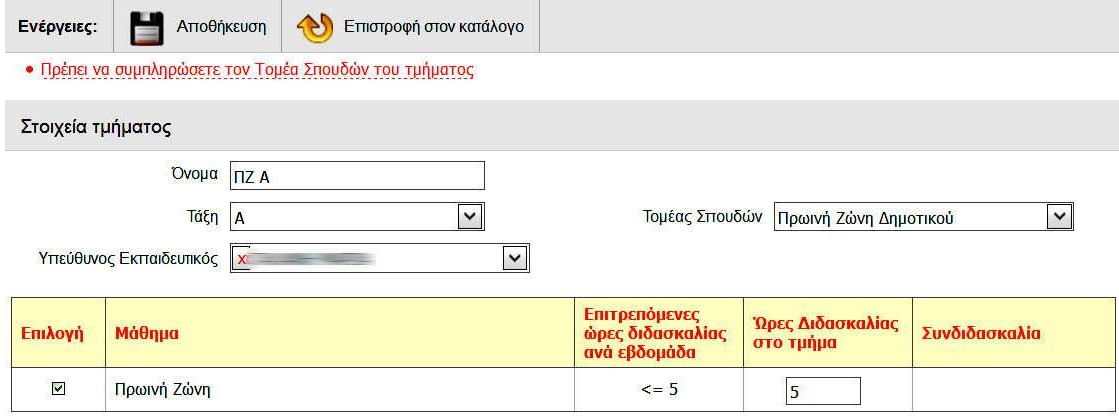 Ενέργειες: Αποθήκευση Επιστροφή στον κατάλογο
• Πρέπει να συμπληρώσετε τον Τομέα Σπουδών του τμήματος
Στοιχεία τμήματος
Όνομα ΠΖ Α
Τάξη Α Τομέας Σπουδών Πρωινή Ζώνη Δημοτικού
Υπεύθυνος Εκπαιδευτικός x
Επιλογή Μάθημα Επιτρεπόμενες ώρες διδασκαλίας ανά εβδομάδα Ώρες Διδασκαλίας στο τμήμα Συνδιδασκαλία
Πρωινή Ζώνη <= 5 5